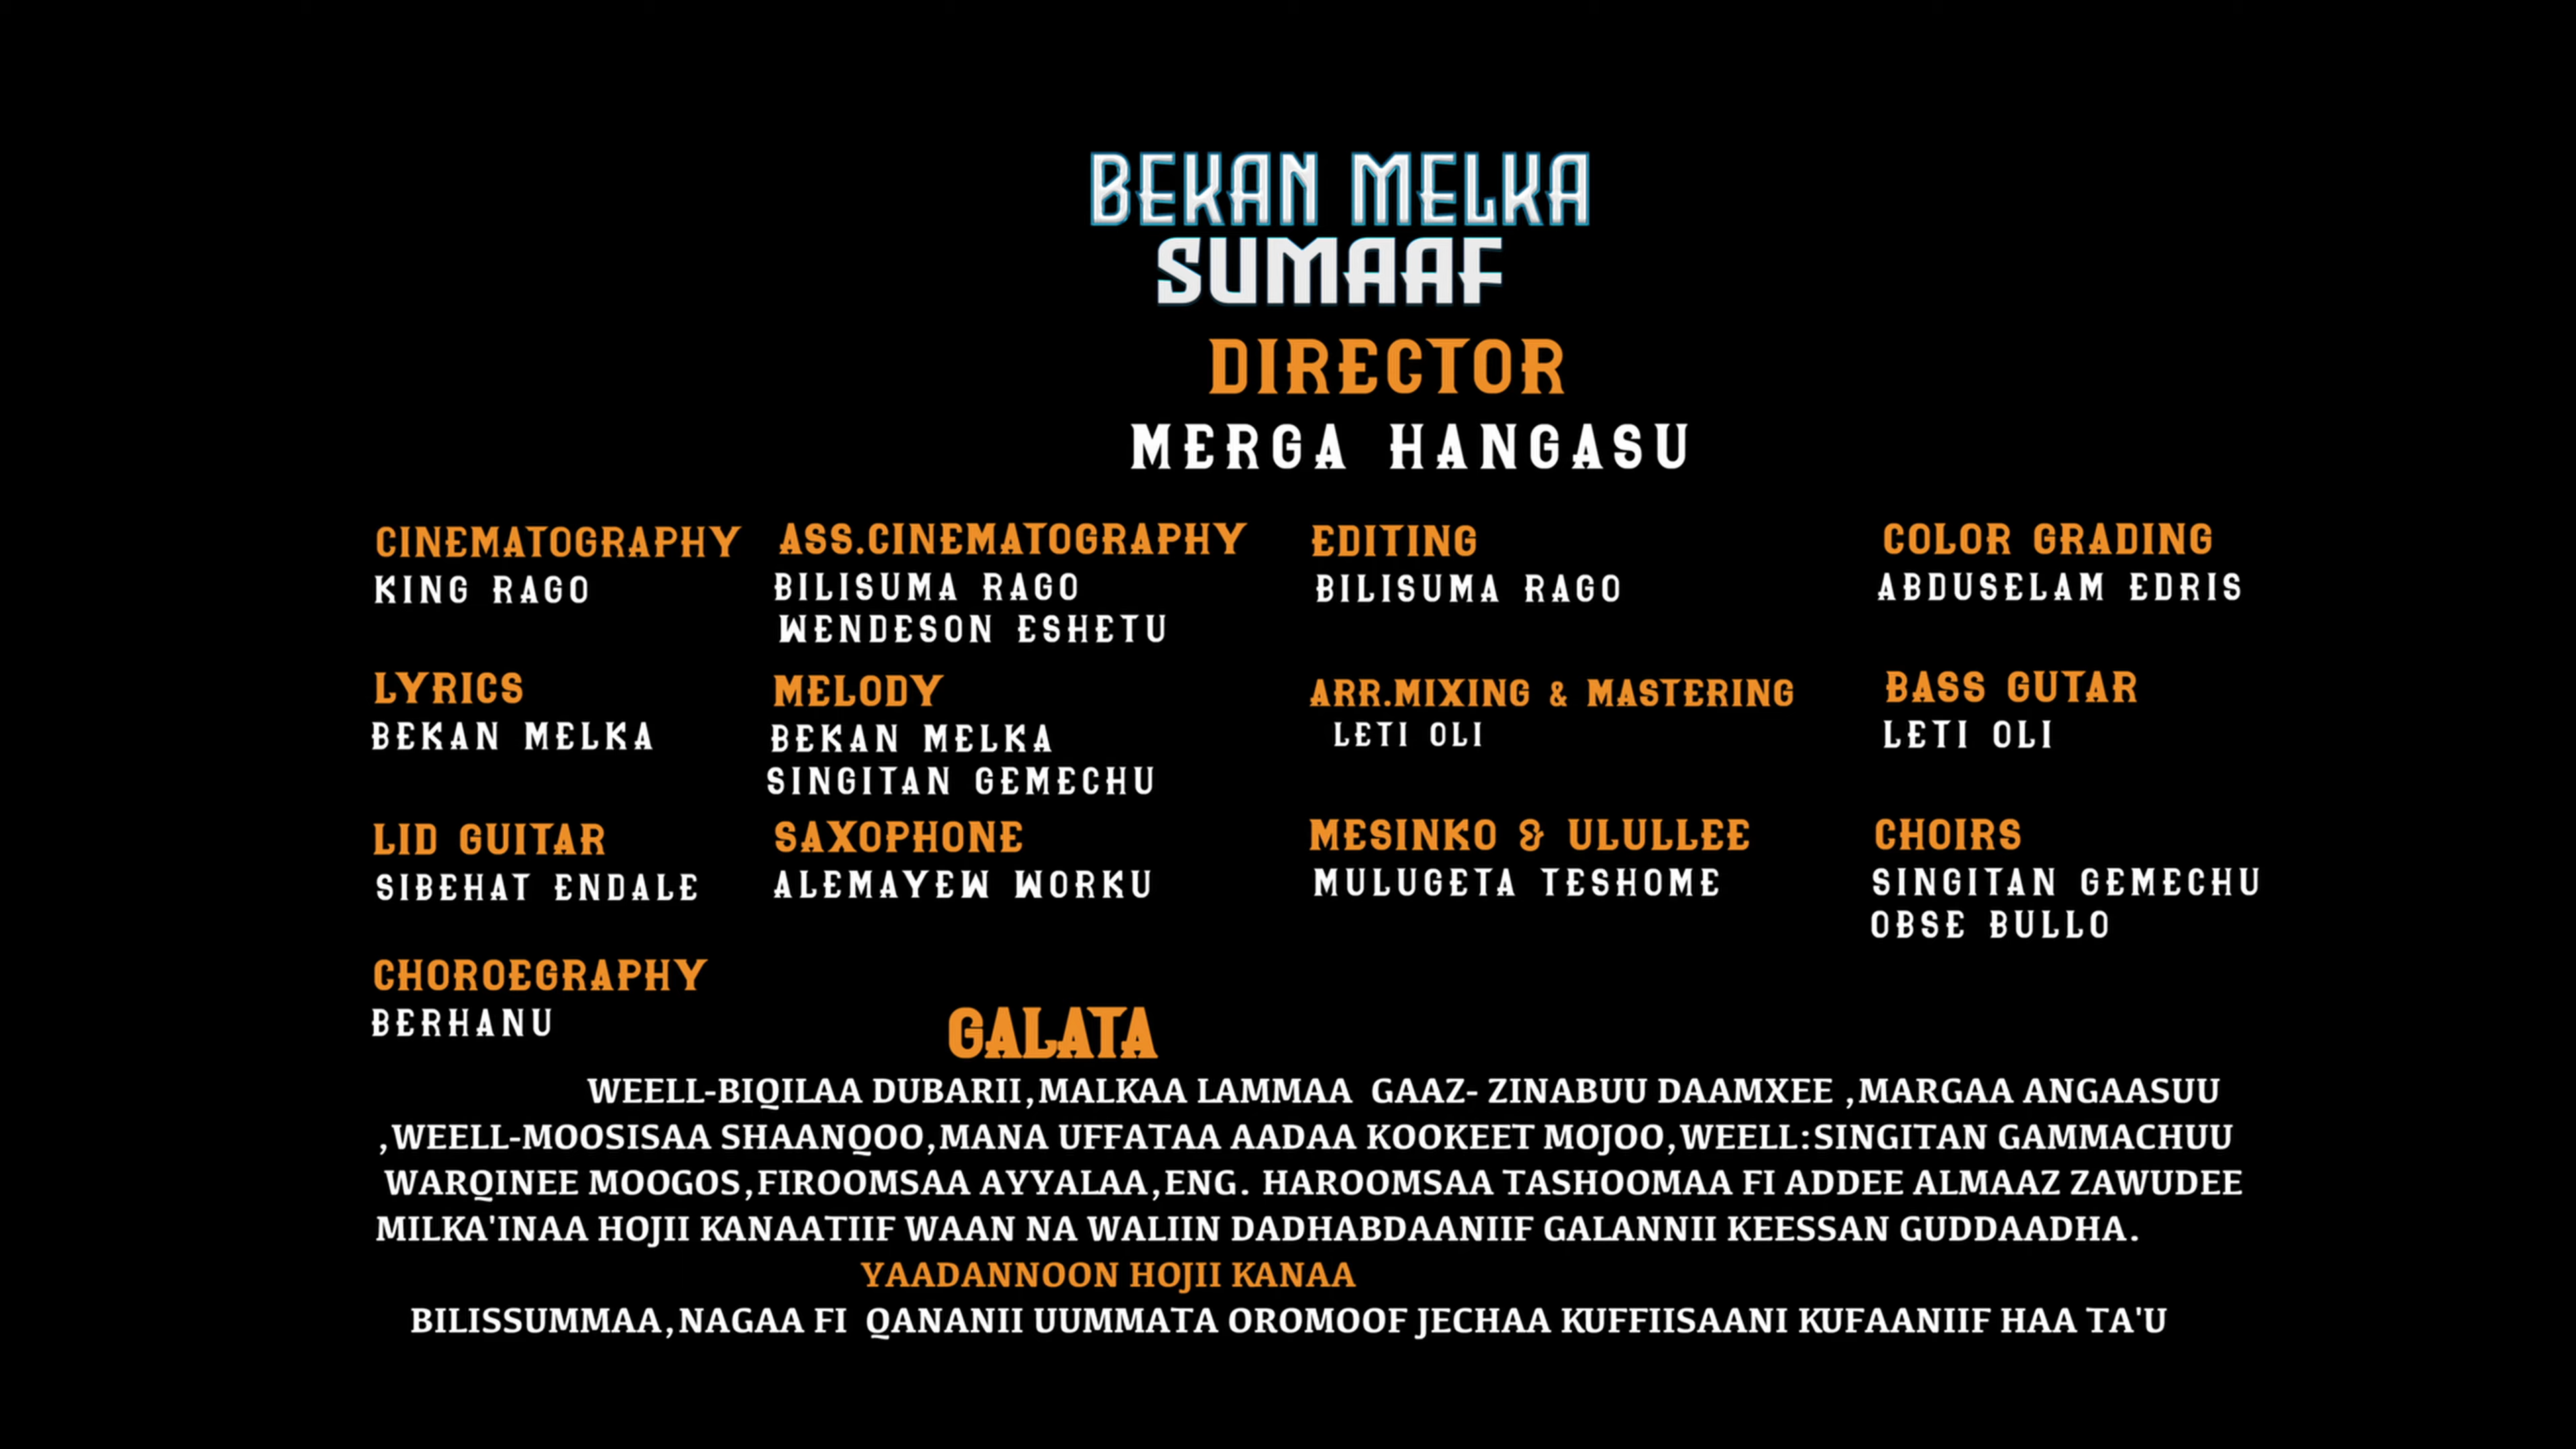 BEKAN MELKA
SUMAAF
DIRECTOR
MERGA HANGASU
CINEMATOGRAPHY
KING RAGO
ASS.CINEMATOGRAPHY
BILISUMA RAGO
WENDESON ESHETU
EDITING
BILISUMA RAGO
COLOR GRADING
ABDUSELAM EDRIS
LYRICS
BEKAN MELKA
MELODY
BEKAN MELKA
SINGITAN GEMECHU
ARR.MIXING & MASTERING
LETI OLI
BASS GUTAR
LETI OLI
LID GUITAR
SIBEHAT ENDALE
SAXOPHONE
ALEMAYEW WORKU
MESINKO & ULULLEE
MULUGETA TESHOME
CHOIRS
SINGITAN GEMECHU
OBSE BULLO
CHOROEGRAPHY
BERHANU
GALATA
WEELL-BIQILAA DUBARII,MALKAA LAMMAA GAAZ- ZINABUU DAAMXEE ,MARGAA ANGAASUU
,WEELL-MOOSISAA SHAANQOO,MANA UFFATAA AADAA KOOKEET MOJOO,WEELL:SINGITAN GAMMACHUU
WARQINEE MOOGOS,FIROOMSAA AYYALAA,ENG. HAROOMSAA TASHOOMAA FI ADDEE ALMAAZ ZAWUDEE
MILKA'INAA HOJII KANAATIIF WAAN NA WALIIN DADHABDAANIIF GALANNII KEESSAN GUDDAADHA.
YAADANNOON HOJII KANAA
BILISSUMMAA,NAGAA FI QANANII UUMMATA OROMOOF JECHAA KUFFIISAANI KUFAANIIF HAA TA'U